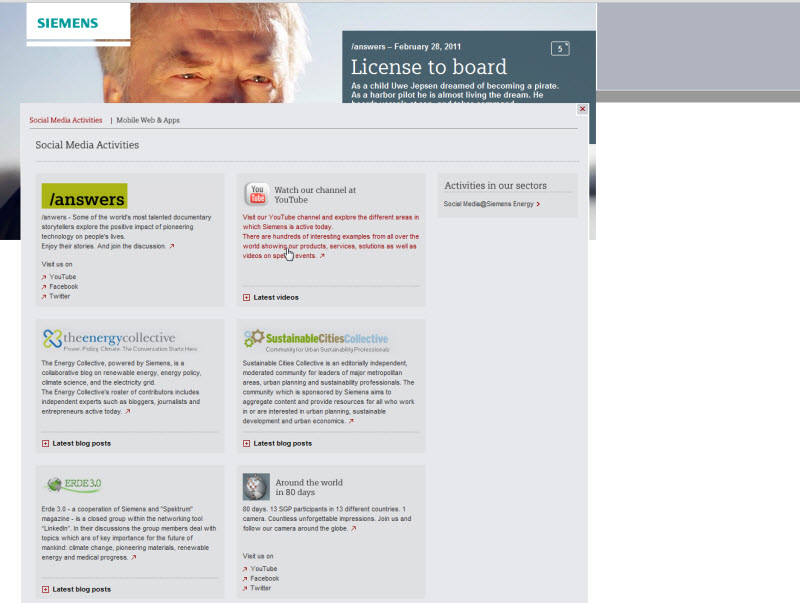 SIEMENS
/answers – February 28, 2011
5
License to board
As a child Uwe Jepsen dreamed of becoming a pirate.
As a harbor pilot he is almost living the dream. He
Social Media Activities | Mobile Web & Apps
Social Media Activities
/answers
/answers - Some of the world's most talented documentary
storytellers explore the positive impact of pioneering
technology on people's lives.
Enjoy their stories. And join the discussion.
Visit us on
YouTube
Facebook
Twitter
You
Tube
Watch our channel at
YouTube
Visit our YouTube channel and explore the different areas in
which Siemens is active today.
There are hundreds of interesting examples from all over the
world showing our products, services, solutions as well as
videos on special events.
Latest videos
Activities in our sectors
Social Media@Siemens Energy
theenergycollective
Power. Policy. Climate. The Conversation Starts Here.
The Energy Collective, powered by Siemens, is a
collaborative blog on renewable energy, energy policy,
climate science, and the electricity grid.
The Energy Collective's roster of contributors includes
independent experts such as bloggers, journalists and
entrepreneurs active today.
Latest blog posts
SustainableCitiesCollective
Community for Urban Sustainability Professionals
Sustainable Cities Collective is an editorially independent,
moderated community for leaders of major metropolitan
areas, urban planning and sustainability professionals. The
community which is sponsored by Siemens aims to
aggregate content and provide resources for all who work
in or are interested in urban planning, sustainable
development and urban economics.
Latest blog posts
ERDE 3.0
Erde 3.0 - a cooperation of Siemens and "Spektrum"
magazine - is a closed group within the networking tool
"LinkedIn". In their discussions the group members deal with
topics which are of key importance for the future of
mankind: climate change, pioneering materials, renewable
energy and medical progress.
Latest blog posts
Around the world
in 80 days
80 days. 13 SGP participants in 13 different countries. 1
camera. Countless unforgettable impressions. Join us and
follow our camera around the globe.
Visit us on
YouTube
Facebook
Twitter